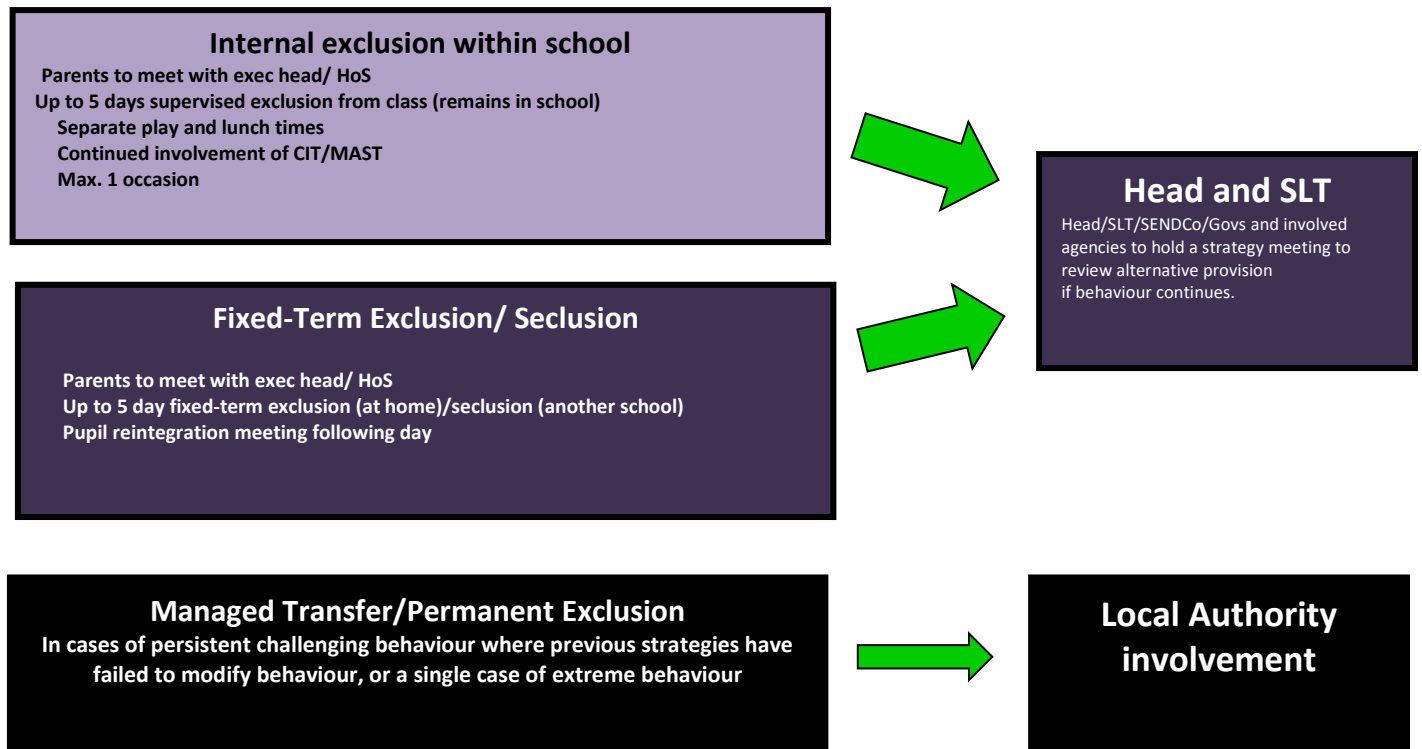 Internal exclusion within school
Parents to meet with exec head/ HoS
Up to 5 days supervised exclusion from class (remains in school)
Separate play and lunch times
Continued involvement of CIT/MAST
Max. 1 occasion
Head and SLT
Head/SLT/SENDCo/Govs and involved
agencies to hold a strategy meeting to
review alternative provision
if behaviour continues.
Fixed-Term Exclusion/ Seclusion
Parents to meet with exec head/ HoS
Up to 5 day fixed-term exclusion (at home)/seclusion (another school)
Pupil reintegration meeting following day
Managed Transfer/Permanent Exclusion
In cases of persistent challenging behaviour where previous strategies have
failed to modify behaviour, or a single case of extreme behaviour
Local Authority
involvement